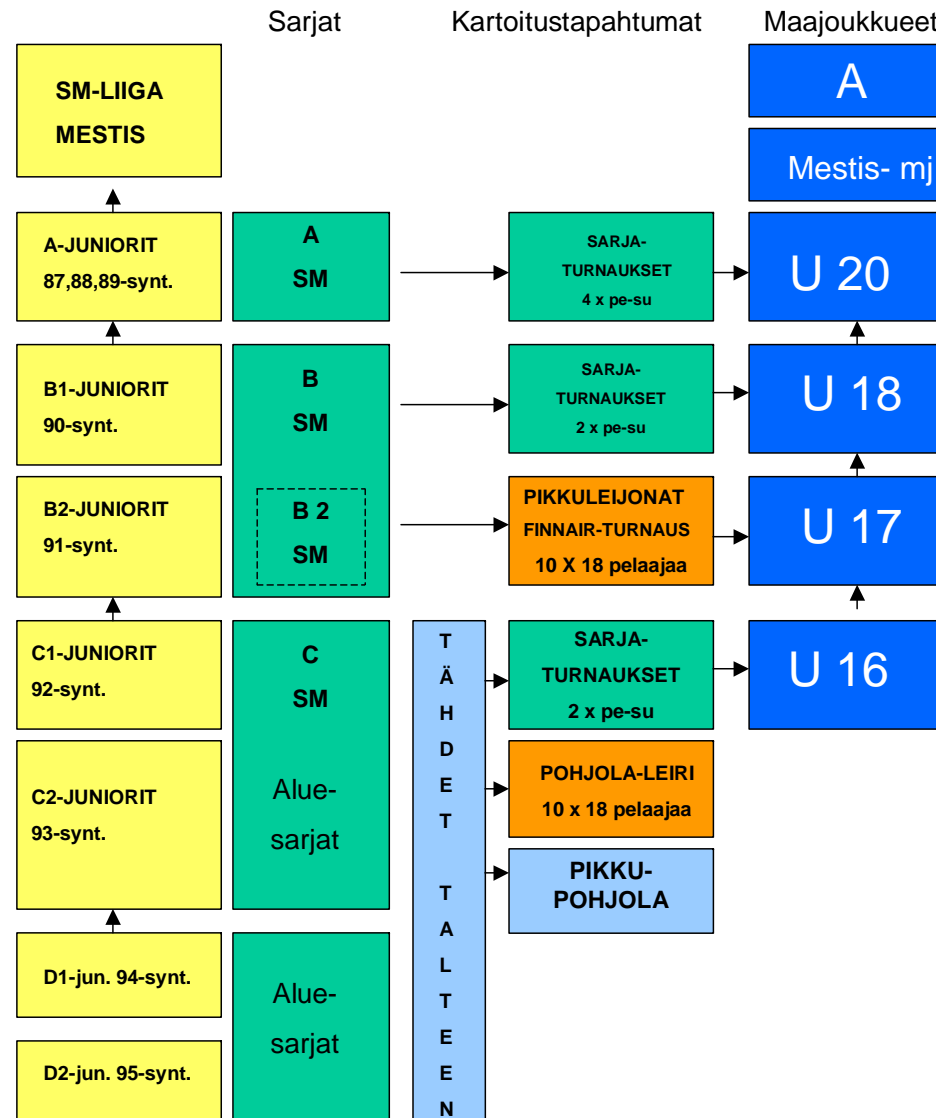 Sarjat
Kartoitustapahtumat
Maajoukkueet
SM-LIIGA
MESTIS
A
Mestis- mj
A-JUNIORIT
87,88,89-synt.
A
SM
SARJA-
TURNAUKSET
4 x pe-su
U 20
B1-JUNIORIT
90-synt.
B
SM
SARJA-
TURNAUKSET
2 x pe-su
U 18
B2-JUNIORIT
91-synt.
B 2
SM
PIKKULEIJONAT
FINNAIR-TURNAUS
10 X 18 pelaajaa
U 17
C1-JUNIORIT
92-synt.
C
SM
T
Ä
H
D
E
T
T
A
L
T
E
E
N
SARJA-
TURNAUKSET
2 x pe-su
U 16
C2-JUNIORIT
93-synt.
Alue-
sarjat
POHJOLA-LEIRI
10 x 18 pelaajaa
PIKKU-
POHJOLA
D1-jun. 94-synt.
Alue-
sarjat
D2-jun. 95-synt.